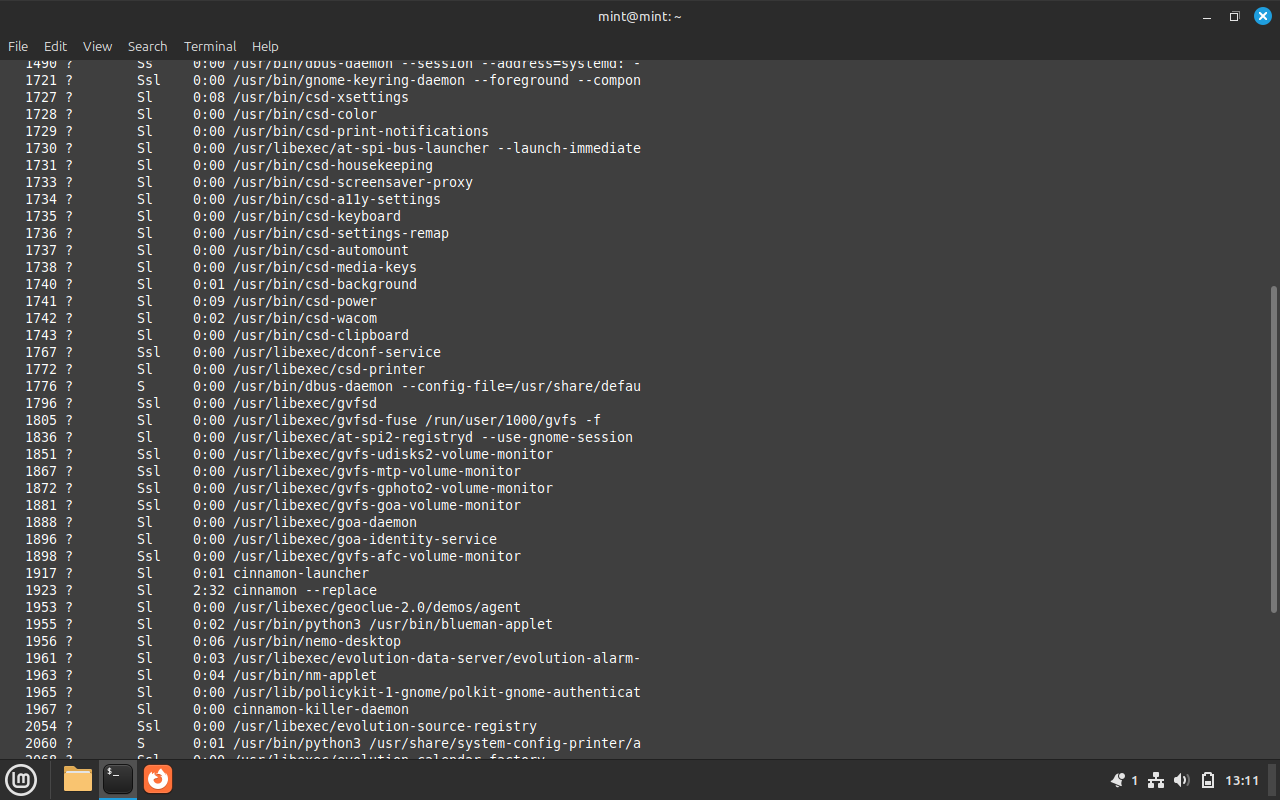 mint@mint: ~
File Edit View Search Terminal Help
1490 ? Ss 0:00 /usr/bin/dbus-daemon --session --address=systemd: -
1721 ? Ssl 0:00 /usr/bin/gnome-keyring-daemon --foreground --compon
1727 ? Sl 0:08 /usr/bin/csd-xsettings
1728 ? Sl 0:00 /usr/bin/csd-color
1729 ? Sl 0:00 /usr/bin/csd-print-notifications
1730 ? Sl 0:00 /usr/libexec/at-spi-bus-launcher --launch-immediate
1731 ? Sl 0:00 /usr/bin/csd-housekeeping
1733 ? Sl 0:00 /usr/bin/csd-screensaver-proxy
1734 ? Sl 0:00 /usr/bin/csd-a11y-settings
1735 ? Sl 0:00 /usr/bin/csd-keyboard
1736 ? Sl 0:00 /usr/bin/csd-settings-remap
1737 ? Sl 0:00 /usr/bin/csd-automount
1738 ? Sl 0:00 /usr/bin/csd-media-keys
1740 ? Sl 0:01 /usr/bin/csd-background
1741 ? Sl 0:09 /usr/bin/csd-power
1742 ? Sl 0:02 /usr/bin/csd-wacom
1743 ? Sl 0:00 /usr/bin/csd-clipboard
1767 ? Ssl 0:00 /usr/libexec/dconf-service
1772 ? Sl 0:00 /usr/libexec/csd-printer
1776 ? S 0:00 /usr/bin/dbus-daemon --config-file=/usr/share/defau
1796 ? Ssl 0:00 /usr/libexec/gvfsd
1805 ? Sl 0:00 /usr/libexec/gvfsd-fuse /run/user/1000/gvfs -f
1836 ? Sl 0:00 /usr/libexec/at-spi2-registryd --use-gnome-session
1851 ? Ssl 0:00 /usr/libexec/gvfs-udisks2-volume-monitor
1867 ? Ssl 0:00 /usr/libexec/gvfs-mtp-volume-monitor
1872 ? Ssl 0:00 /usr/libexec/gvfs-gphoto2-volume-monitor
1881 ? Ssl 0:00 /usr/libexec/gvfs-goa-volume-monitor
1888 ? Sl 0:00 /usr/libexec/goa-daemon
1896 ? Sl 0:00 /usr/libexec/goa-identity-service
1898 ? Ssl 0:00 /usr/libexec/gvfs-afc-volume-monitor
1917 ? Sl 0:01 cinnamon-launcher
1923 ? Sl 2:32 cinnamon --replace
1953 ? Sl 0:00 /usr/libexec/geoclue-2.0/demos/agent
1955 ? Sl 0:02 /usr/bin/python3 /usr/bin/blueman-applet
1956 ? Sl 0:06 /usr/bin/nemo-desktop
1961 ? Sl 0:03 /usr/libexec/evolution-data-server/evolution-alarm-
1963 ? Sl 0:04 /usr/bin/nm-applet
1965 ? Sl 0:00 /usr/lib/policykit-1-gnome/polkit-gnome-authenticat
1967 ? Sl 0:00 cinnamon-killer-daemon
2054 ? Ssl 0:00 /usr/libexec/evolution-source-registry
2060 ? S 0:01 /usr/bin/python3 /usr/share/system-config-printer/a
2068 ? Ssl 0:00 /usr/libexec/evolution-calendar-factory
$_
1 13:11